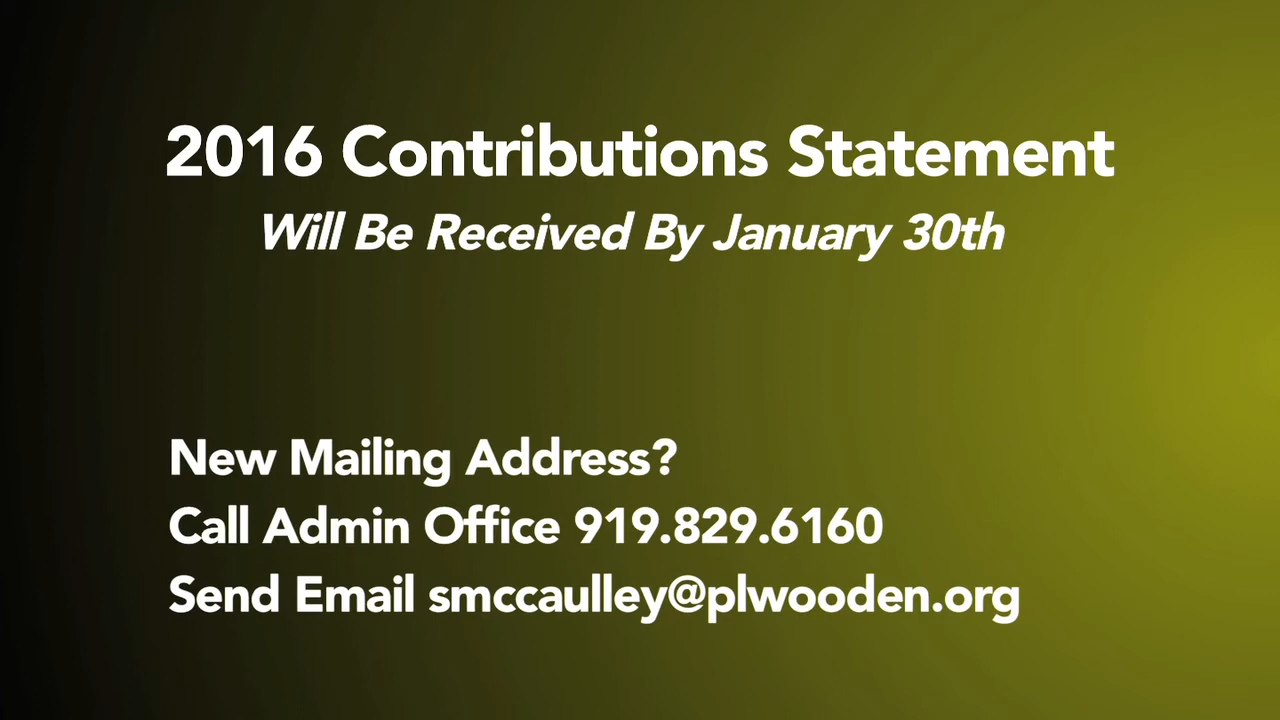 2016 Contributions Statement
Will Be Received By January 30th
New Mailing Address?
Call Admin Office 919.829.6160
Send Email smccaulley@plwooden.org